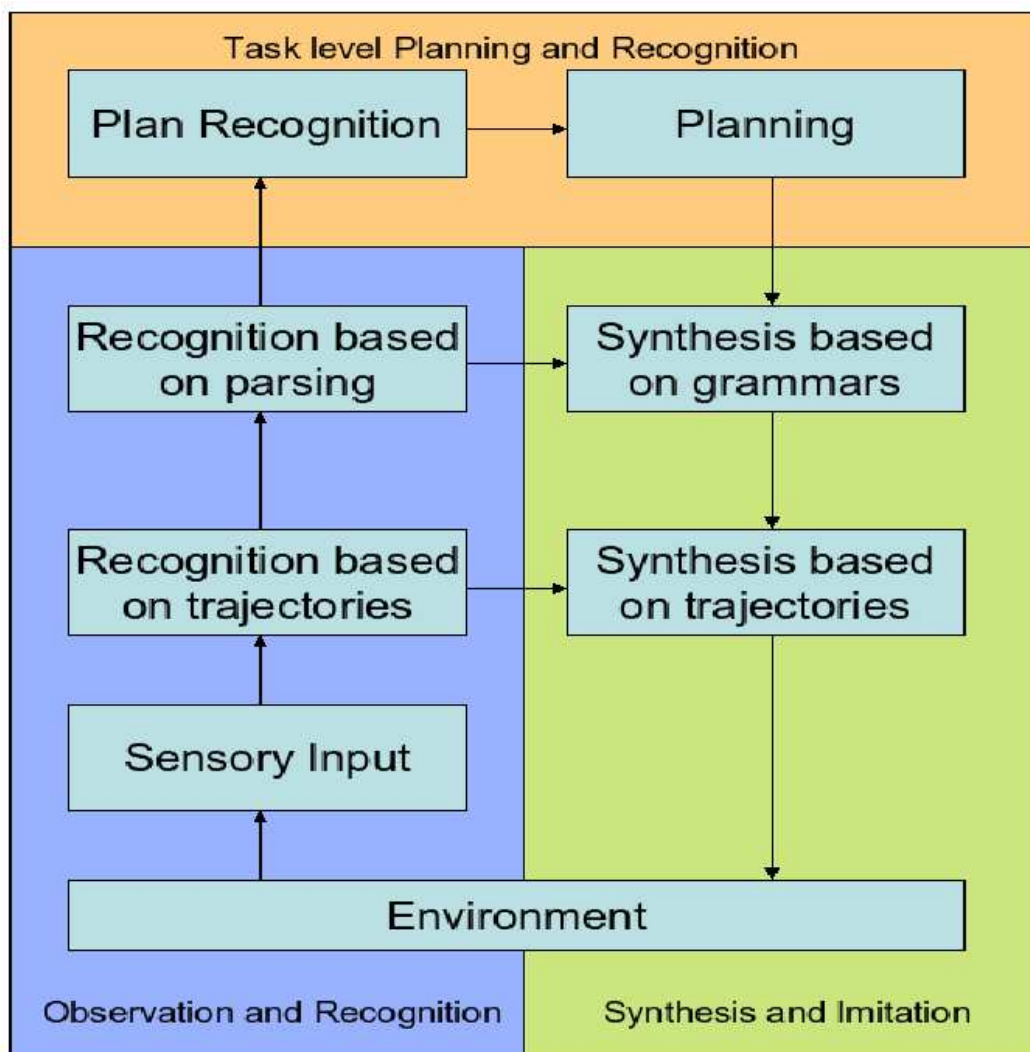 Task level Planning and Recognition
Plan Recognition
Planning
Recognition based
on parsing
Synthesis based
on grammars
Recognition based
on trajectories
Synthesis based
on trajectories
Sensory Input
Environment
Observation and Recognition
Synthesis and Imitation